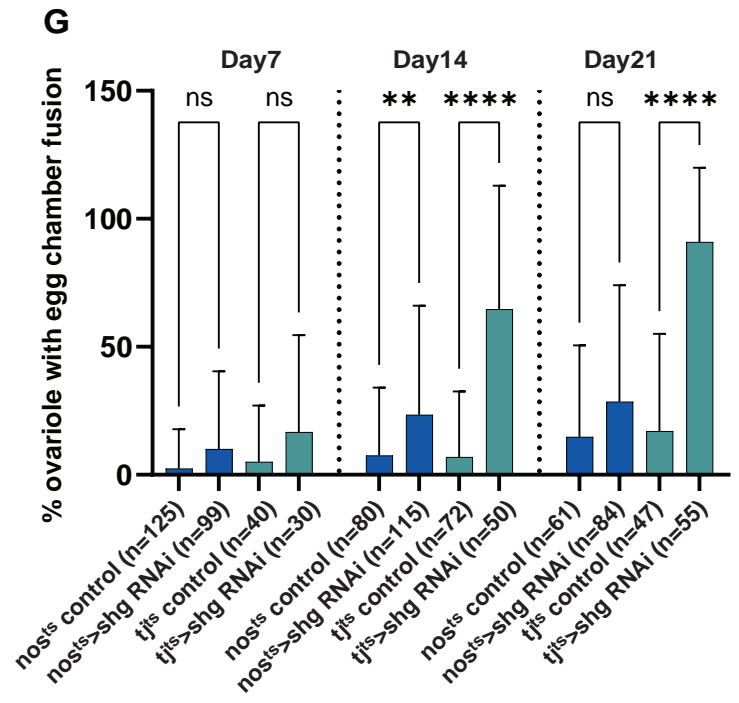 G
Day7 Day14 Day21
% ovariole with egg chamber fusion
150
100
50
0
ns ns ** **** ns ****
nosᵗˢ control (n=125)
nosᵗˢ>shg RNAi (n=99)
tjᵗˢ control (n=40)
tjᵗˢ>shg RNAi (n=30)
nosᵗˢ control (n=80)
nosᵗˢ>shg RNAi (n=115)
tjᵗˢ control (n=72)
tjᵗˢ>shg RNAi (n=50)
nosᵗˢ control (n=61)
nosᵗˢ>shg RNAi (n=84)
tjᵗˢ control (n=47)
tjᵗˢ>shg RNAi (n=55)